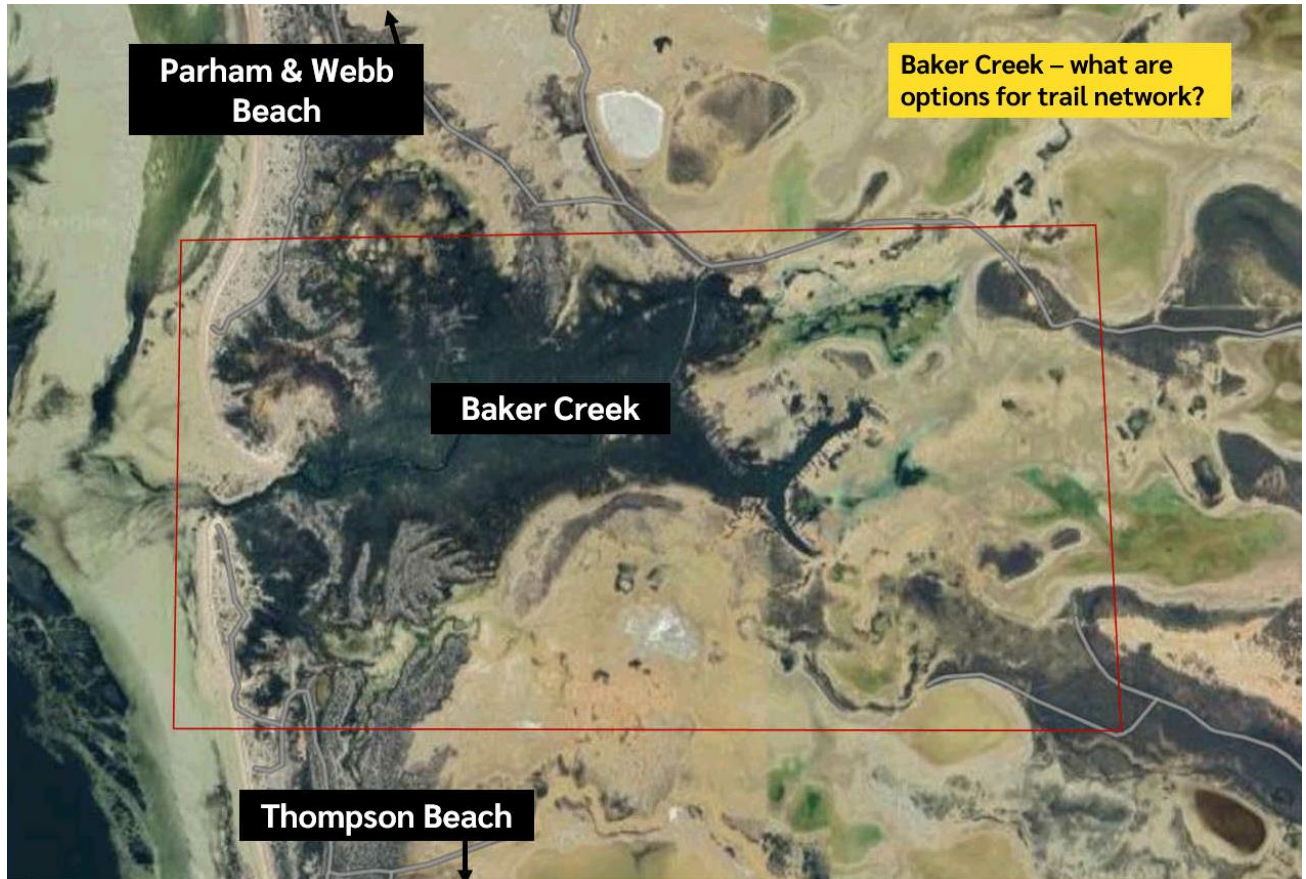 Parham & Webb
Beach
Baker Creek – what are
options for trail network?
Baker Creek
Thompson Beach